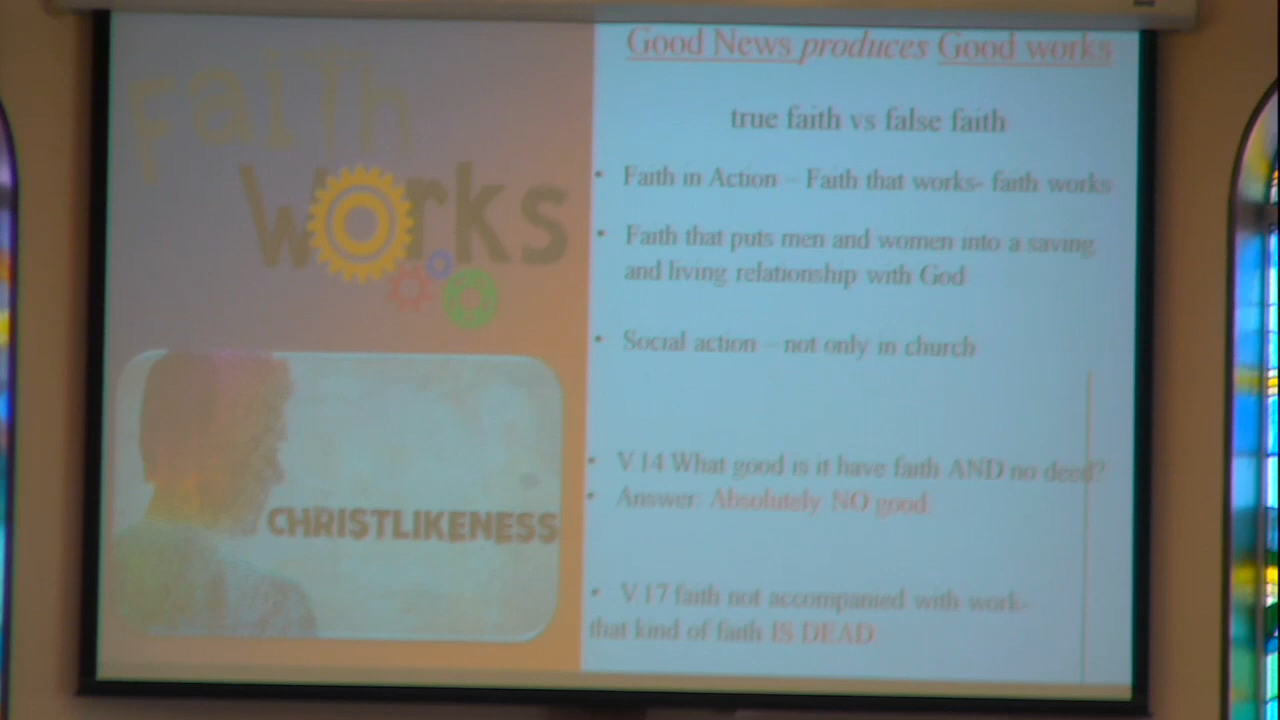 Faith
Works
CHRISTLIKENESS
Good News produces Good works
true faith vs false faith
• Faith in Action – Faith that works- faith works
• Faith that puts men and women into a saving
and living relationship with God
• Social action – not only in church
• V.14 What good is it have faith AND no deed?
• Answer: Absolutely NO good
• V.17 faith not accompanied with work-
that kind of faith IS DEAD